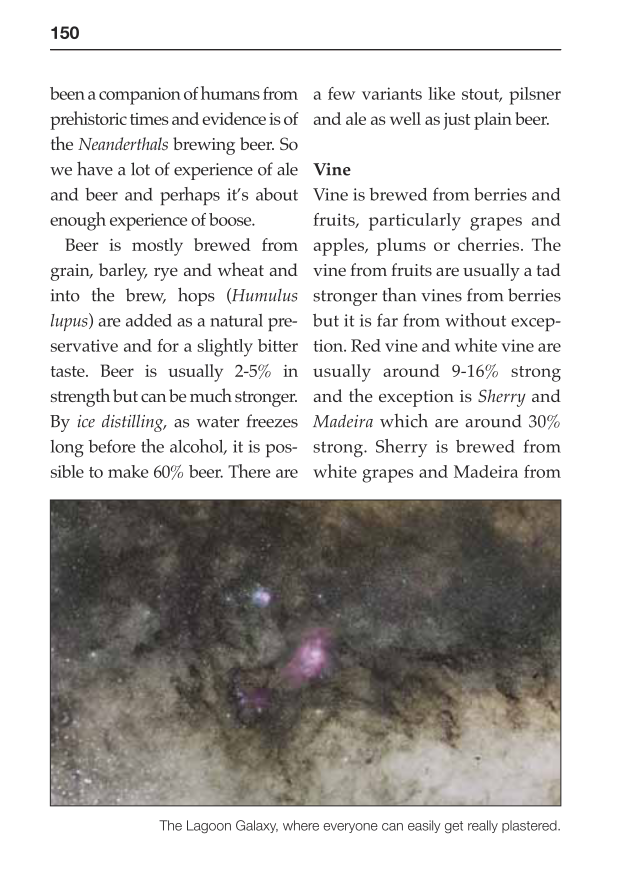 150
been a companion of humans from
prehistoric times and evidence is of
the Neanderthals brewing beer. So
we have a lot of experience of ale
and beer and perhaps it's about
enough experience of boose.
Beer is mostly brewed from
grain, barley, rye and wheat and
into the brew, hops (Humulus
lupus) are added as a natural pre-
servative and for a slightly bitter
taste. Beer is usually 2-5% in
strength but can be much stronger.
By ice distilling, as water freezes
long before the alcohol, it is pos-
sible to make 60% beer. There are
a few variants like stout, pilsner
and ale as well as just plain beer.
Vine
Vine is brewed from berries and
fruits, particularly grapes and
apples, plums or cherries. The
vine from fruits are usually a tad
stronger than vines from berries
but it is far from without excep-
tion. Red vine and white vine are
usually around 9-16% strong
and the exception is Sherry and
Madeira which are around 30%
strong. Sherry is brewed from
white grapes and Madeira from
The Lagoon Galaxy, where everyone can easily get really plastered.